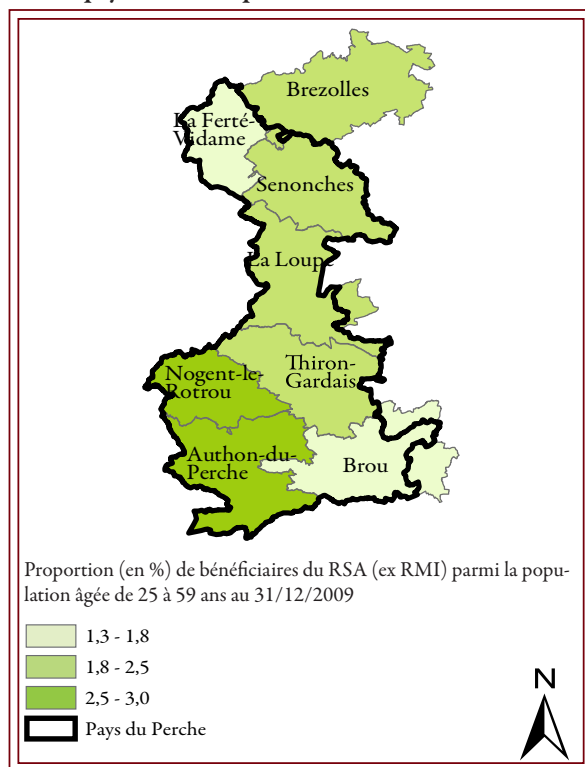 Brezolles
La Ferté-
Vidame
Senonches
La Loupe
Thiron-
Gardais
Nogent-le-
Rotrou
Authon-du-
Perche
Brou
Proportion (en %) de bénéficiaires du RSA (ex RMI) parmi la popu-
lation âgée de 25 à 59 ans au 31/12/2009
1,3 - 1,8
1,8 - 2,5
2,5 - 3,0
Pays du Perche
N